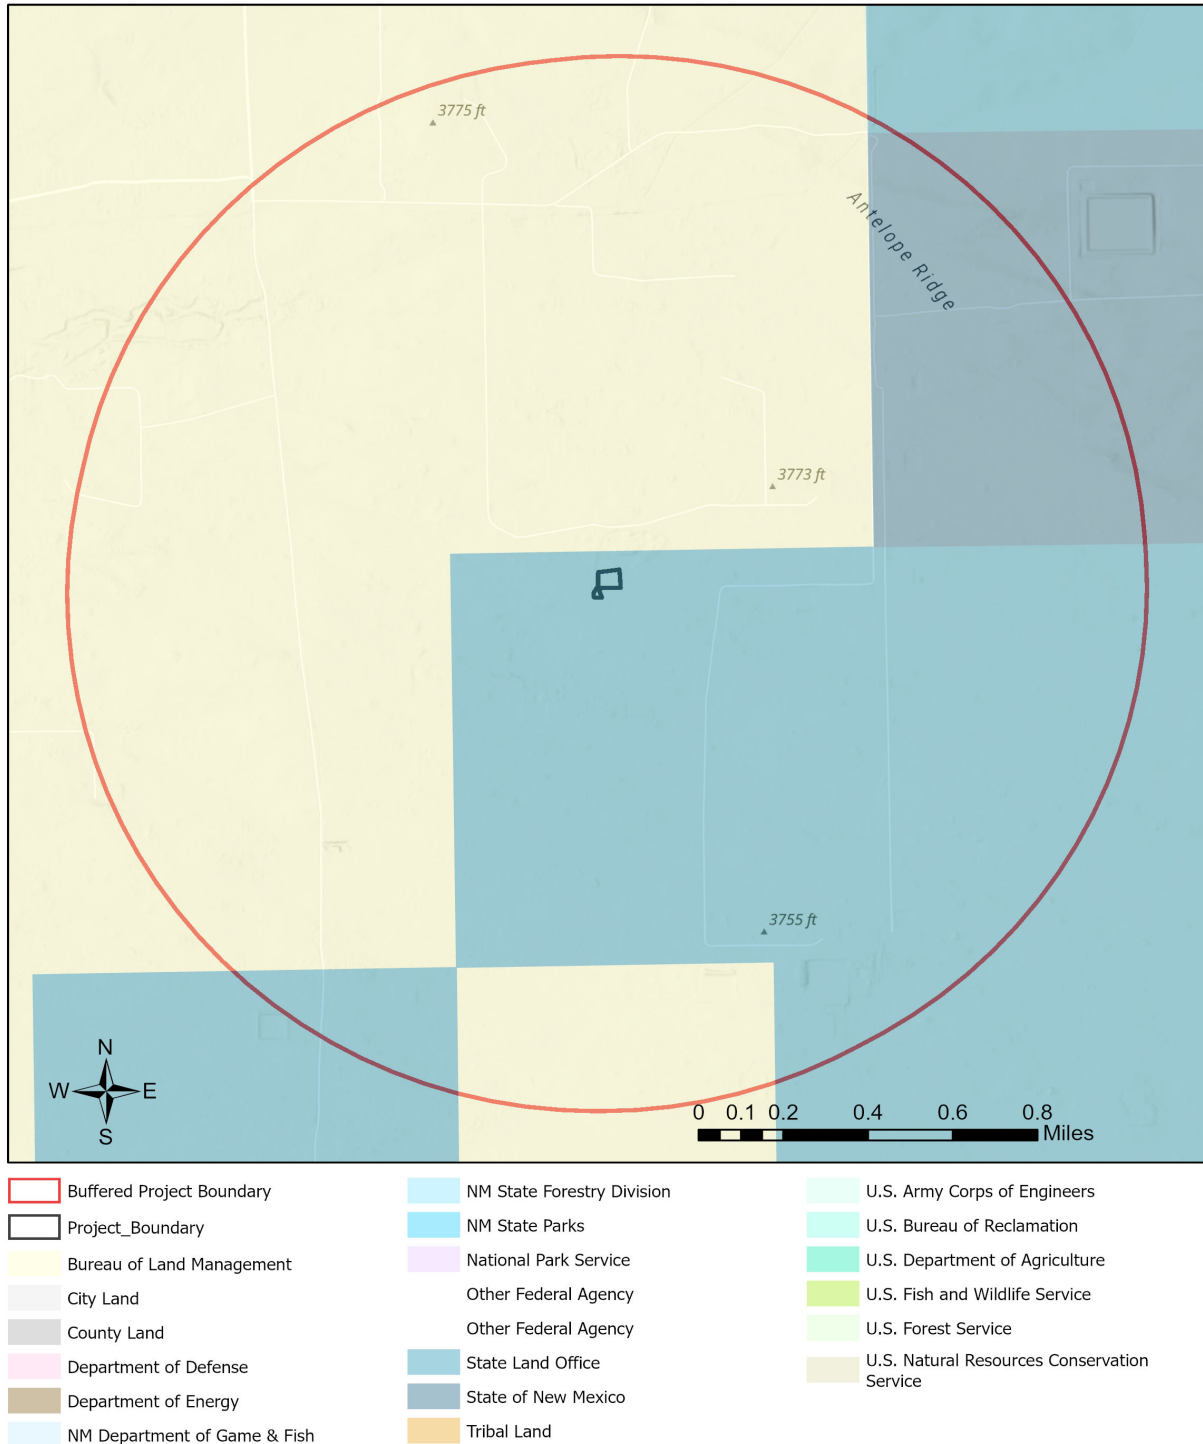 3775 ft
Antelope Ridge
3773 ft
3755 ft
N
W E
S
0 0.1 0.2 0.4 0.6 0.8
Miles
Buffered Project Boundary
Project_Boundary
Bureau of Land Management
City Land
County Land
Department of Defense
Department of Energy
NM Department of Game & Fish
NM State Forestry Division
NM State Parks
National Park Service
Other Federal Agency
Other Federal Agency
State Land Office
State of New Mexico
Tribal Land
U.S. Army Corps of Engineers
U.S. Bureau of Reclamation
U.S. Department of Agriculture
U.S. Fish and Wildlife Service
U.S. Forest Service
U.S. Natural Resources Conservation
Service